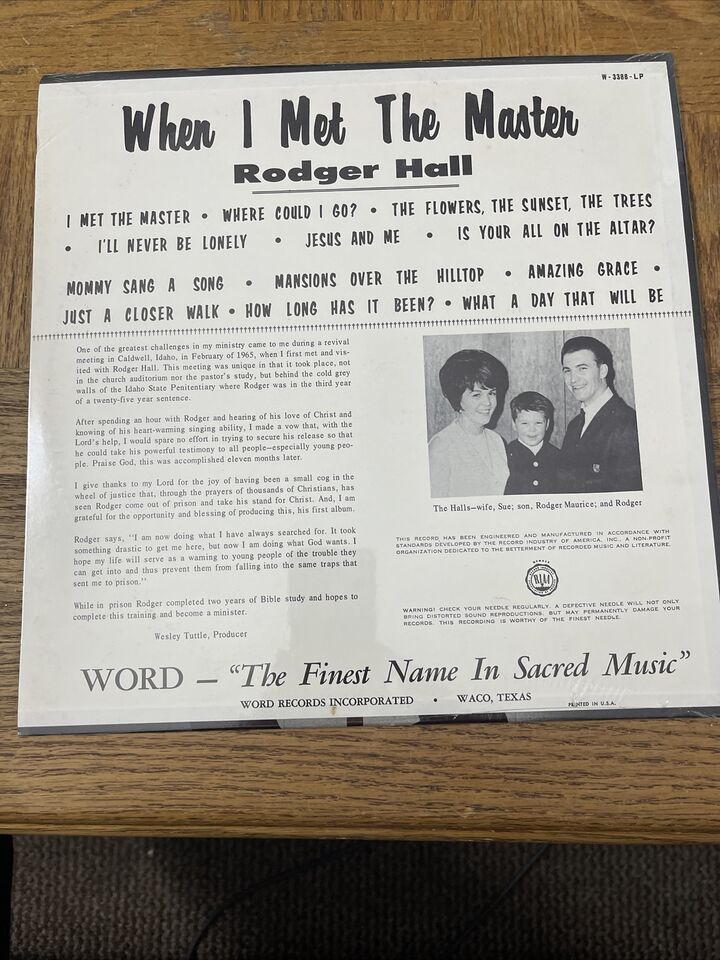 W-3388-LP
When I Met The Master
Rodger Hall
I MET THE MASTER • WHERE COULD I GO? • THE FLOWERS, THE SUNSET, THE TREES
• I'LL NEVER BE LONELY • JESUS AND ME • IS YOUR ALL ON THE ALTAR?
MOMMY SANG A SONG • MANSIONS OVER THE HILLTOP • AMAZING GRACE •
JUST A CLOSER WALK • HOW LONG HAS IT BEEN? • WHAT A DAY THAT WILL BE
One of the greatest challenges in my ministry came to me during a revival
meeting in Caldwell, Idaho, in February of 1965, when I first met and vis-
ited with Rodger Hall. This meeting was unique in that it took place, not
in the church auditorium nor the pastor's study, but behind the cold grey
walls of the Idaho State Penitentiary where Rodger was in the third year
of a twenty-five year sentence.
After spending an hour with Rodger and hearing of his love of Christ and
knowing of his heart-warming singing ability, I made a vow that, with the
Lord's help, I would spare no effort in trying to secure his release so that
he could take his powerful testimony to all people—especially young peo-
ple. Praise God, this was accomplished eleven months later.
I give thanks to my Lord for the joy of having been a small cog in the
wheel of justice that, through the prayers of thousands of Christians, has
seen Rodger come out of prison and take his stand for Christ. And, I am
grateful for the opportunity and blessing of producing this, his first album.
Rodger says, "I am now doing what I have always searched for. It took
something drastic to get me here, but now I am doing what God wants. I
hope my life will serve as a warning to young people of the trouble they
can get into and thus prevent them from falling into the same traps that
sent me to prison."
While in prison Rodger completed two years of Bible study and hopes to
complete this training and become a minister.
Wesley Tuttle, Producer
The Halls—wife, Sue; son, Rodger Maurice; and Rodger
THIS RECORD HAS BEEN ENGINEERED AND MANUFACTURED IN ACCORDANCE WITH
STANDARDS DEVELOPED BY THE RECORD INDUSTRY OF AMERICA, INC., A NON-PROFIT
ORGANIZATION DEDICATED TO THE BETTERMENT OF RECORDED MUSIC AND LITERATURE.
RIAA
WARNING! CHECK YOUR NEEDLE REGULARLY. A DEFECTIVE NEEDLE WILL NOT ONLY
BRING DISTORTED SOUND REPRODUCTIONS, BUT MAY PERMANENTLY DAMAGE YOUR
RECORDS. THIS RECORDING IS WORTHY OF THE FINEST NEEDLE.
WORD — "The Finest Name In Sacred Music"
WORD RECORDS INCORPORATED • WACO, TEXAS
PRINTED IN U.S.A.